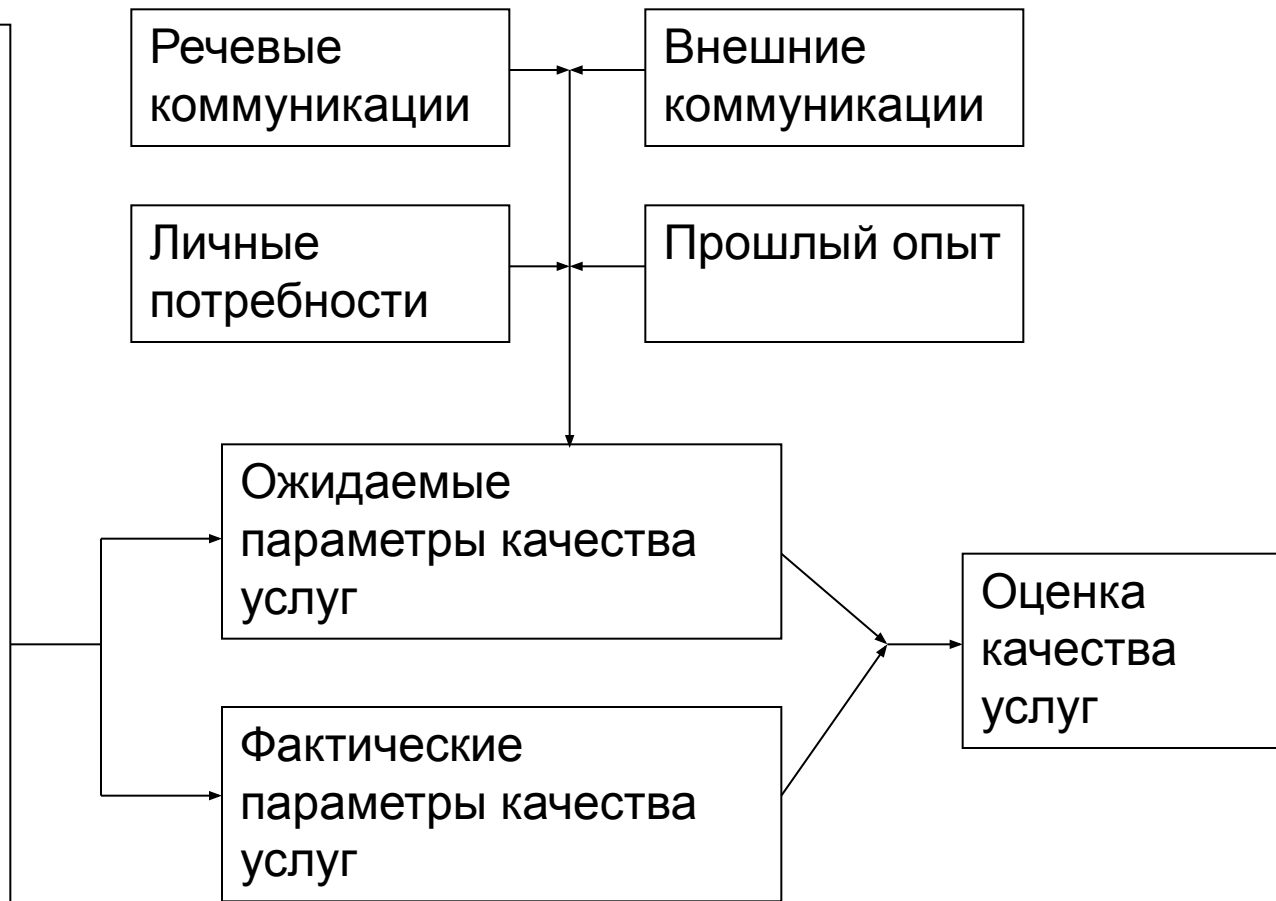 Речевые
коммуникации
Внешние
коммуникации
Личные
потребности
Прошлый опыт
Ожидаемые
параметры качества
услуг
Фактические
параметры качества
услуг
Оценка
качества
услуг